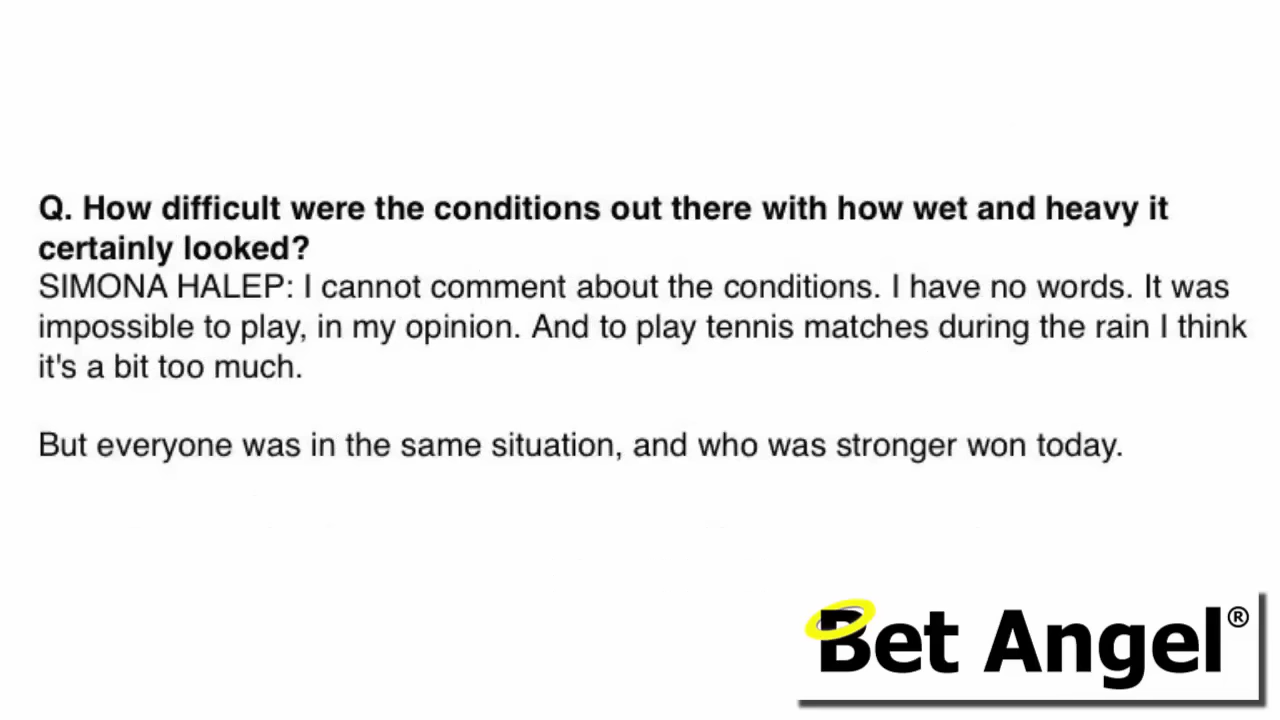 Q. How difficult were the conditions out there with how wet and heavy it
certainly looked?
SIMONA HALEP: I cannot comment about the conditions. I have no words. It was
impossible to play, in my opinion. And to play tennis matches during the rain I think
it's a bit too much.
But everyone was in the same situation, and who was stronger won today.
Bet Angel®